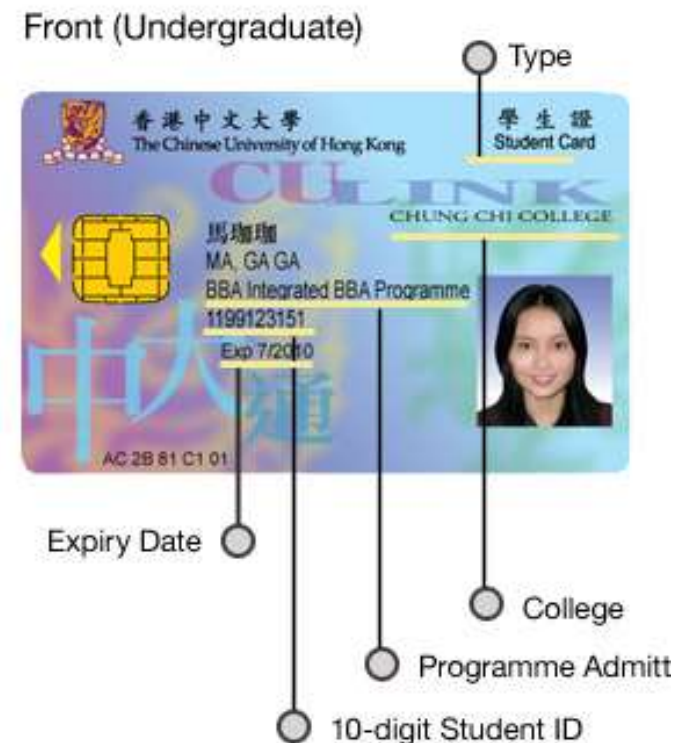 Front (Undergraduate)
Type
香港中文大學
The Chinese University of Hong Kong
學生證
Student Card
CULINK
CHUNG CHI COLLEGE
馬珈珈
MA, GA GA
BBA Integrated BBA Programme
1199123151
Exp 7/2010
中大通
AC 2B 81 C1 01
Expiry Date
College
Programme Admitt
10-digit Student ID